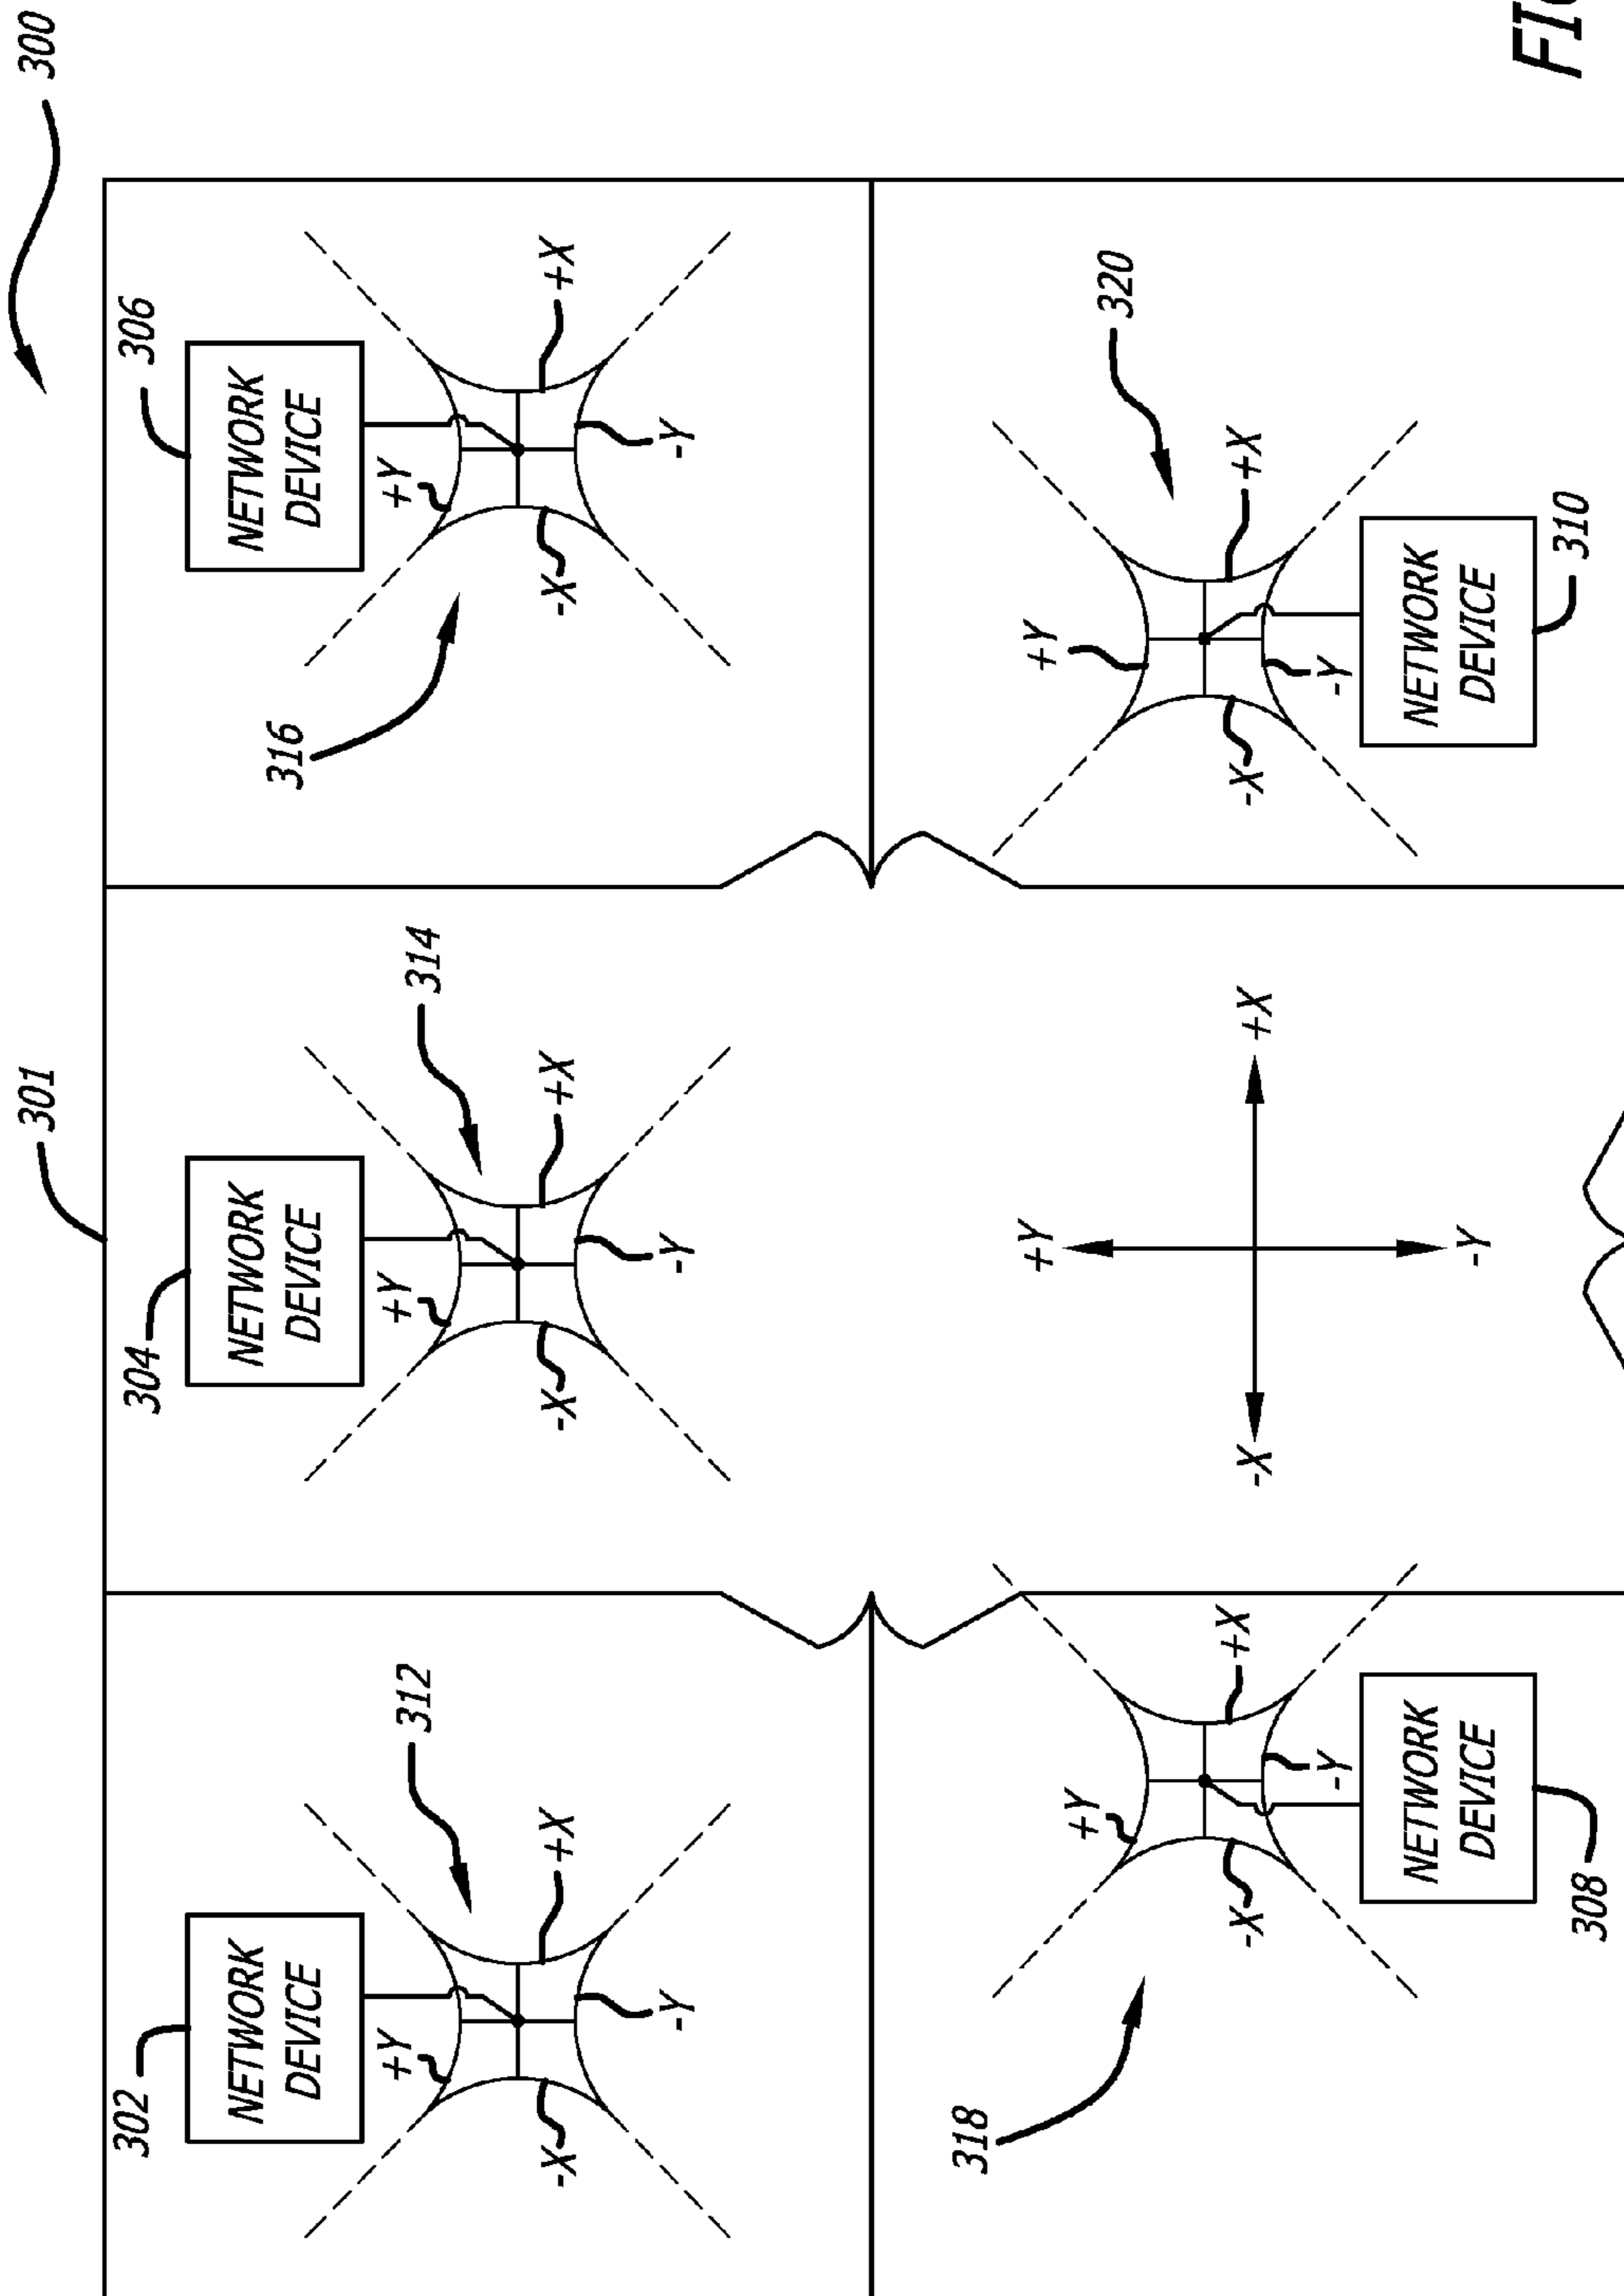 301
300
302
304
306
NETWORK
DEVICE
NETWORK
DEVICE
NETWORK
DEVICE
316
+Y
+Y
+Y
312
314
-X
+X
-X
+X
-X
+X
-Y
-Y
-Y
318
+Y
+Y
+Y
320
-X
+X
-X
+X
-X
+X
-Y
-Y
NETWORK
DEVICE
-Y
NETWORK
DEVICE
308
310